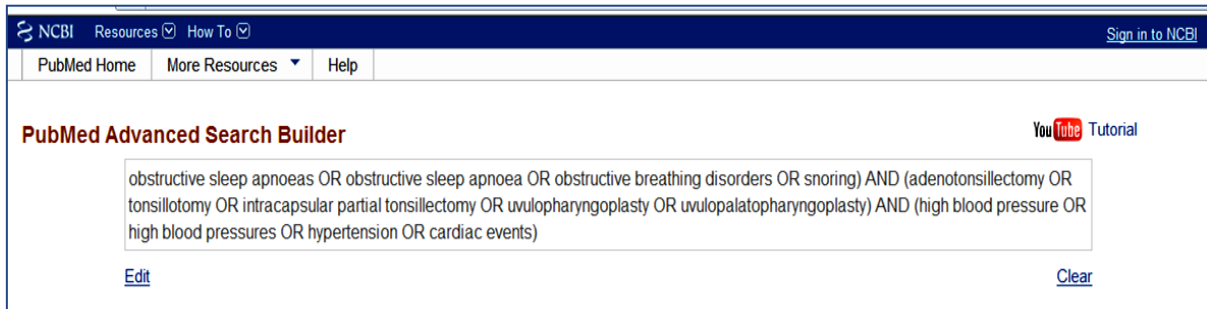 NCBI Resources How To Sign in to NCBI
PubMed Home More Resources Help
PubMed Advanced Search Builder YouTube Tutorial
obstructive sleep apnoeas OR obstructive sleep apnoea OR obstructive breathing disorders OR snoring) AND (adenotonsillectomy OR
tonsillotomy OR intracapsular partial tonsillectomy OR uvulopharyngoplasty OR uvulopalatopharyngoplasty) AND (high blood pressure OR
high blood pressures OR hypertension OR cardiac events)
Edit Clear